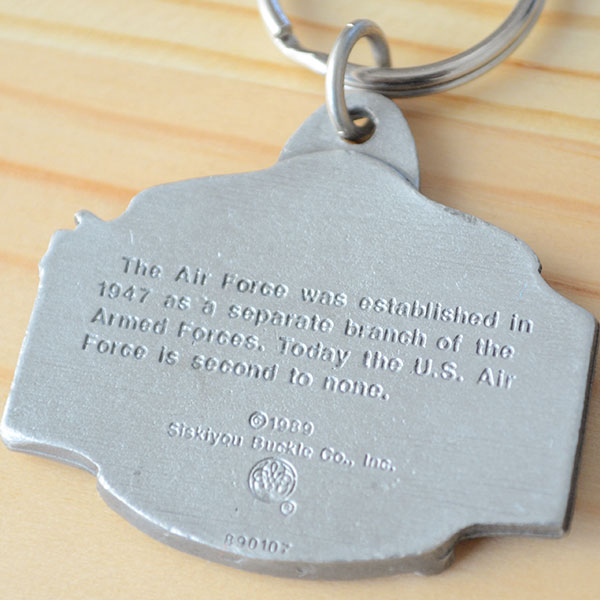 The Air Force was established in
1947 as a separate branch of the
Armed Forces. Today the U.S. Air
Force is second to none.
©1989
Siskiyou Buckle Co., Inc.
®
890107